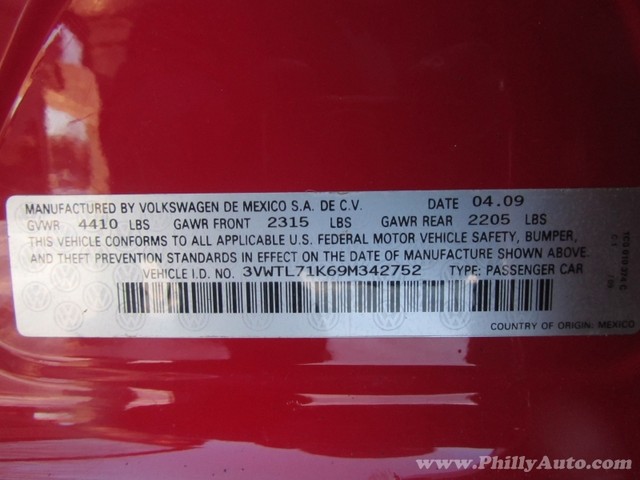 MANUFACTURED BY VOLKSWAGEN DE MEXICO S.A. DE C.V. DATE 04.09
GVWR 4410 LBS GAWR FRONT 2315 LBS GAWR REAR 2205 LBS
THIS VEHICLE CONFORMS TO ALL APPLICABLE U.S. FEDERAL MOTOR VEHICLE SAFETY, BUMPER,
AND THEFT PREVENTION STANDARDS IN EFFECT ON THE DATE OF MANUFACTURE SHOWN ABOVE.
VEHICLE I.D. NO. 3VWTL71K69M342752 TYPE: PASSENGER CAR
COUNTRY OF ORIGIN: MEXICO
www.PhillyAuto.com